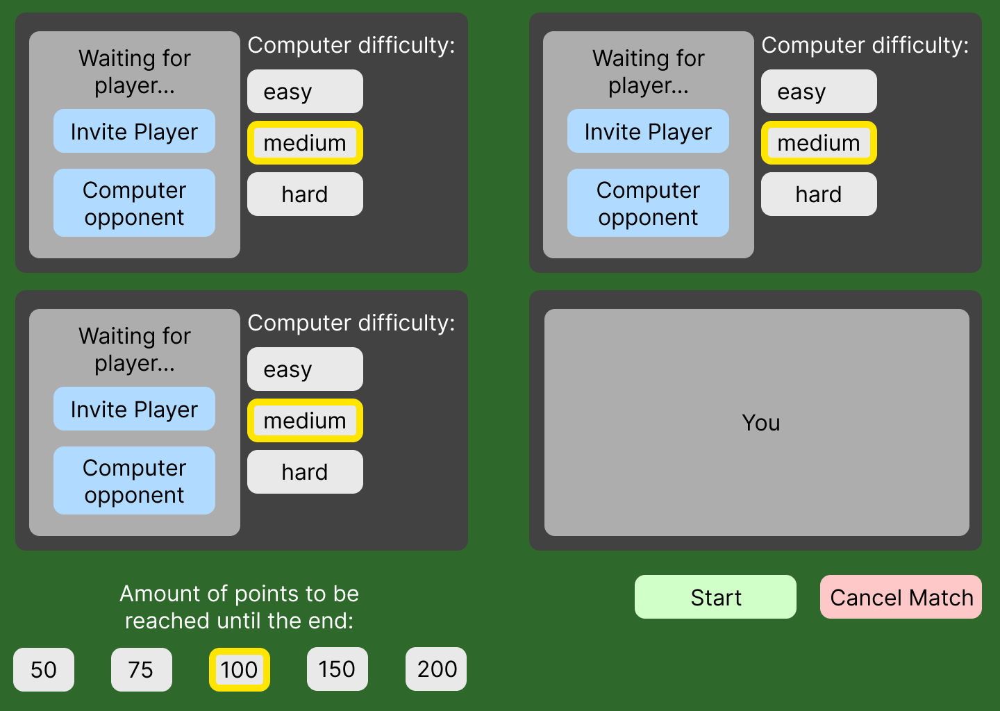 Waiting for
player...
Invite Player
Computer
opponent
Computer difficulty:
easy
medium
hard
Waiting for
player...
Invite Player
Computer
opponent
Computer difficulty:
easy
medium
hard
Waiting for
player...
Invite Player
Computer
opponent
Computer difficulty:
easy
medium
hard
You
Amount of points to be
reached until the end:
50
75
100
150
200
Start
Cancel Match